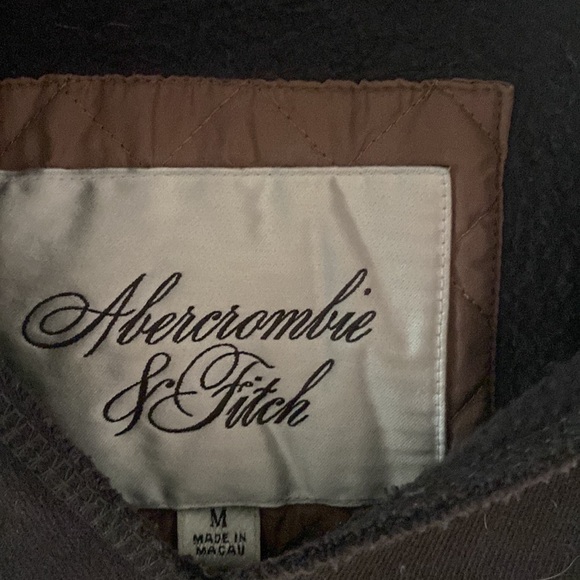 Abercrombie
& Fitch
M
MADE IN
MACAU